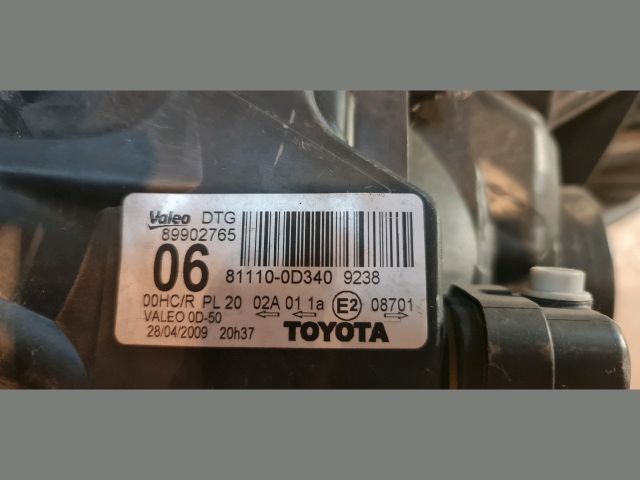 Valeo DTG
89902765
06 81110-0D340 9238
00HC/R PL 20 02A 01 1a E2 08701
VALEO 0D-50
28/04/2009 20h37 TOYOTA